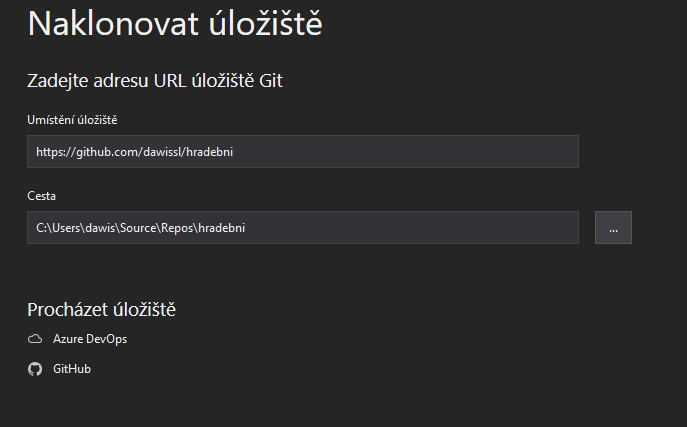 Naklonovat úložiště
Zadejte adresu URL úložiště Git
Umístění úložiště
https://github.com/dawissl/hradebni
Cesta
C:\Users\dawis\Source\Repos\hradebni
...
Procházet úložiště
Azure DevOps
GitHub